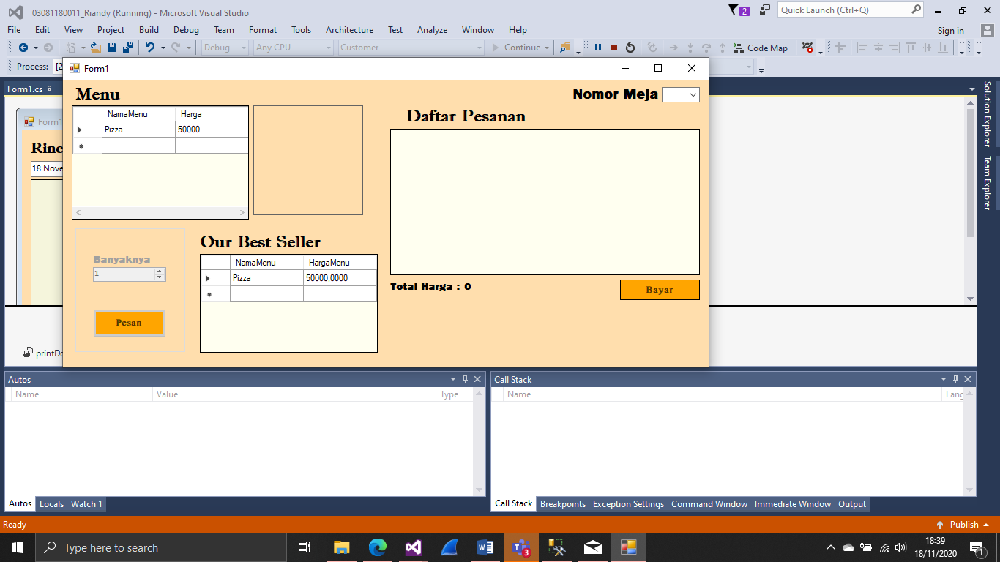 03081180011_Riandy (Running) - Microsoft Visual Studio
2
Quick Launch (Ctrl+Q)
File Edit View Project Build Debug Team Format Tools Architecture Test Analyze Window Help
Sign in
Debug Any CPU Customer Continue Code Map
Process: [2
Form1
Form1.cs
Form1
Rinc
18 Nove
printDo
Menu
NamaMenu Harga
Pizza 50000
Nomor Meja
Daftar Pesanan
Banyaknya
1
Pesan
Our Best Seller
NamaMenu HargaMenu
Pizza 50000,0000
Total Harga : 0
Bayar
Solution Explorer
Team Explorer
Autos
Name Value Type
Autos Locals Watch 1
Call Stack
Name Lang
Call Stack Breakpoints Exception Settings Command Window Immediate Window Output
Ready
Publish
Type here to search
3
18:39
18/11/2020
1